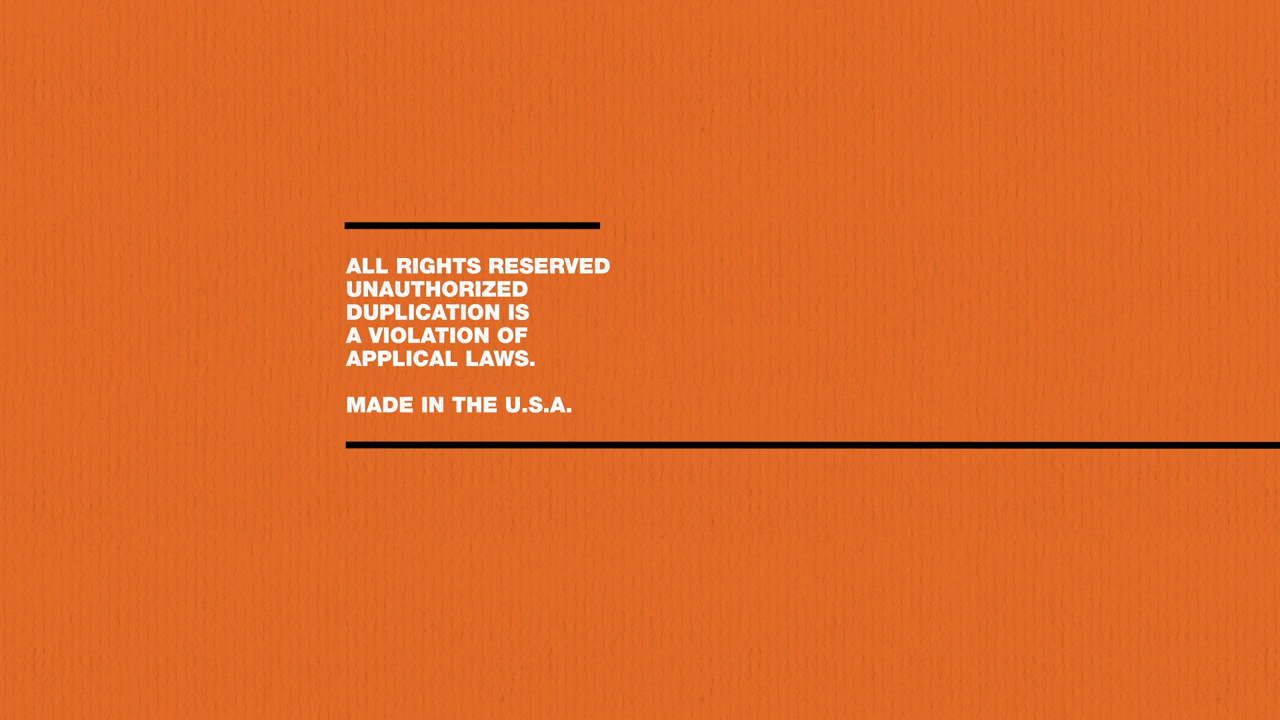 ALL RIGHTS RESERVED
UNAUTHORIZED
DUPLICATION IS
A VIOLATION OF
APPLICAL LAWS.
MADE IN THE U.S.A.